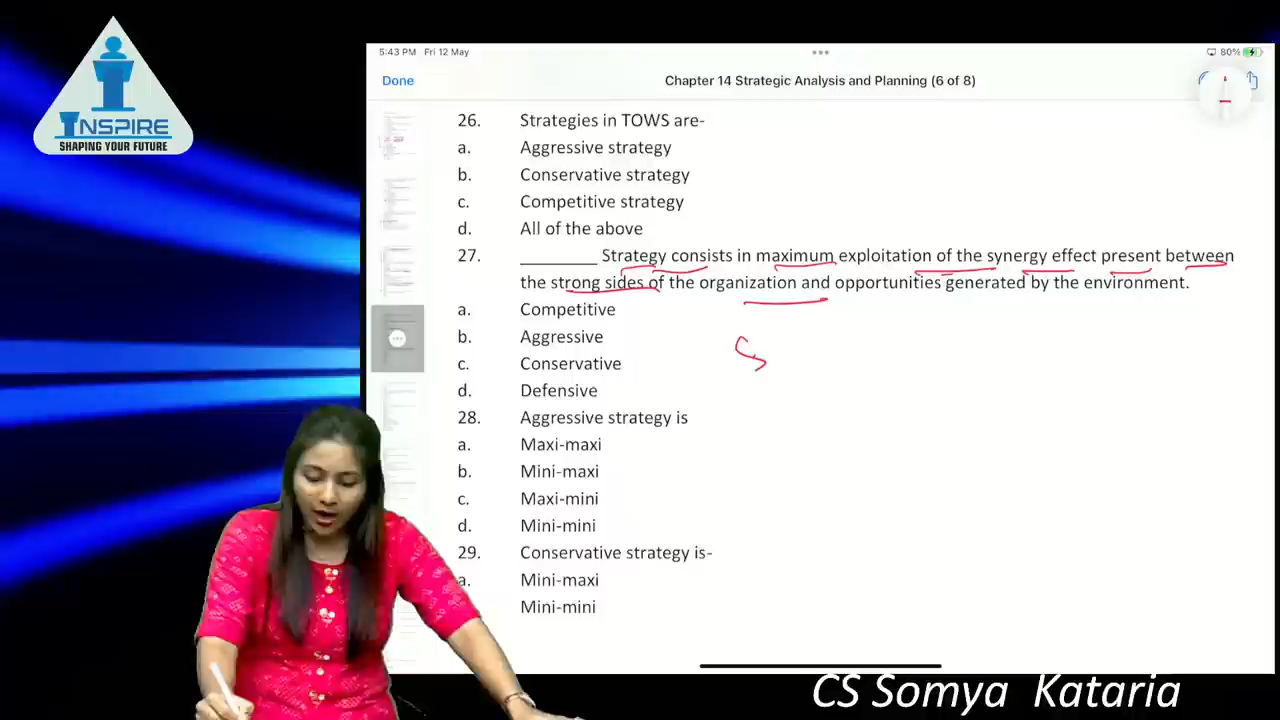 INSPIRE
SHAPING YOUR FUTURE
5:43 PM Fri 12 May
80%
Done
Chapter 14 Strategic Analysis and Planning (6 of 8)
26. Strategies in TOWS are-
a. Aggressive strategy
b. Conservative strategy
c. Competitive strategy
d. All of the above
27. ________ Strategy consists in maximum exploitation of the synergy effect present between
the strong sides of the organization and opportunities generated by the environment.
a. Competitive
b. Aggressive
c. Conservative
d. Defensive
28. Aggressive strategy is
a. Maxi-maxi
b. Mini-maxi
c. Maxi-mini
d. Mini-mini
29. Conservative strategy is-
a. Mini-maxi
Mini-mini
S
CS Somya Kataria